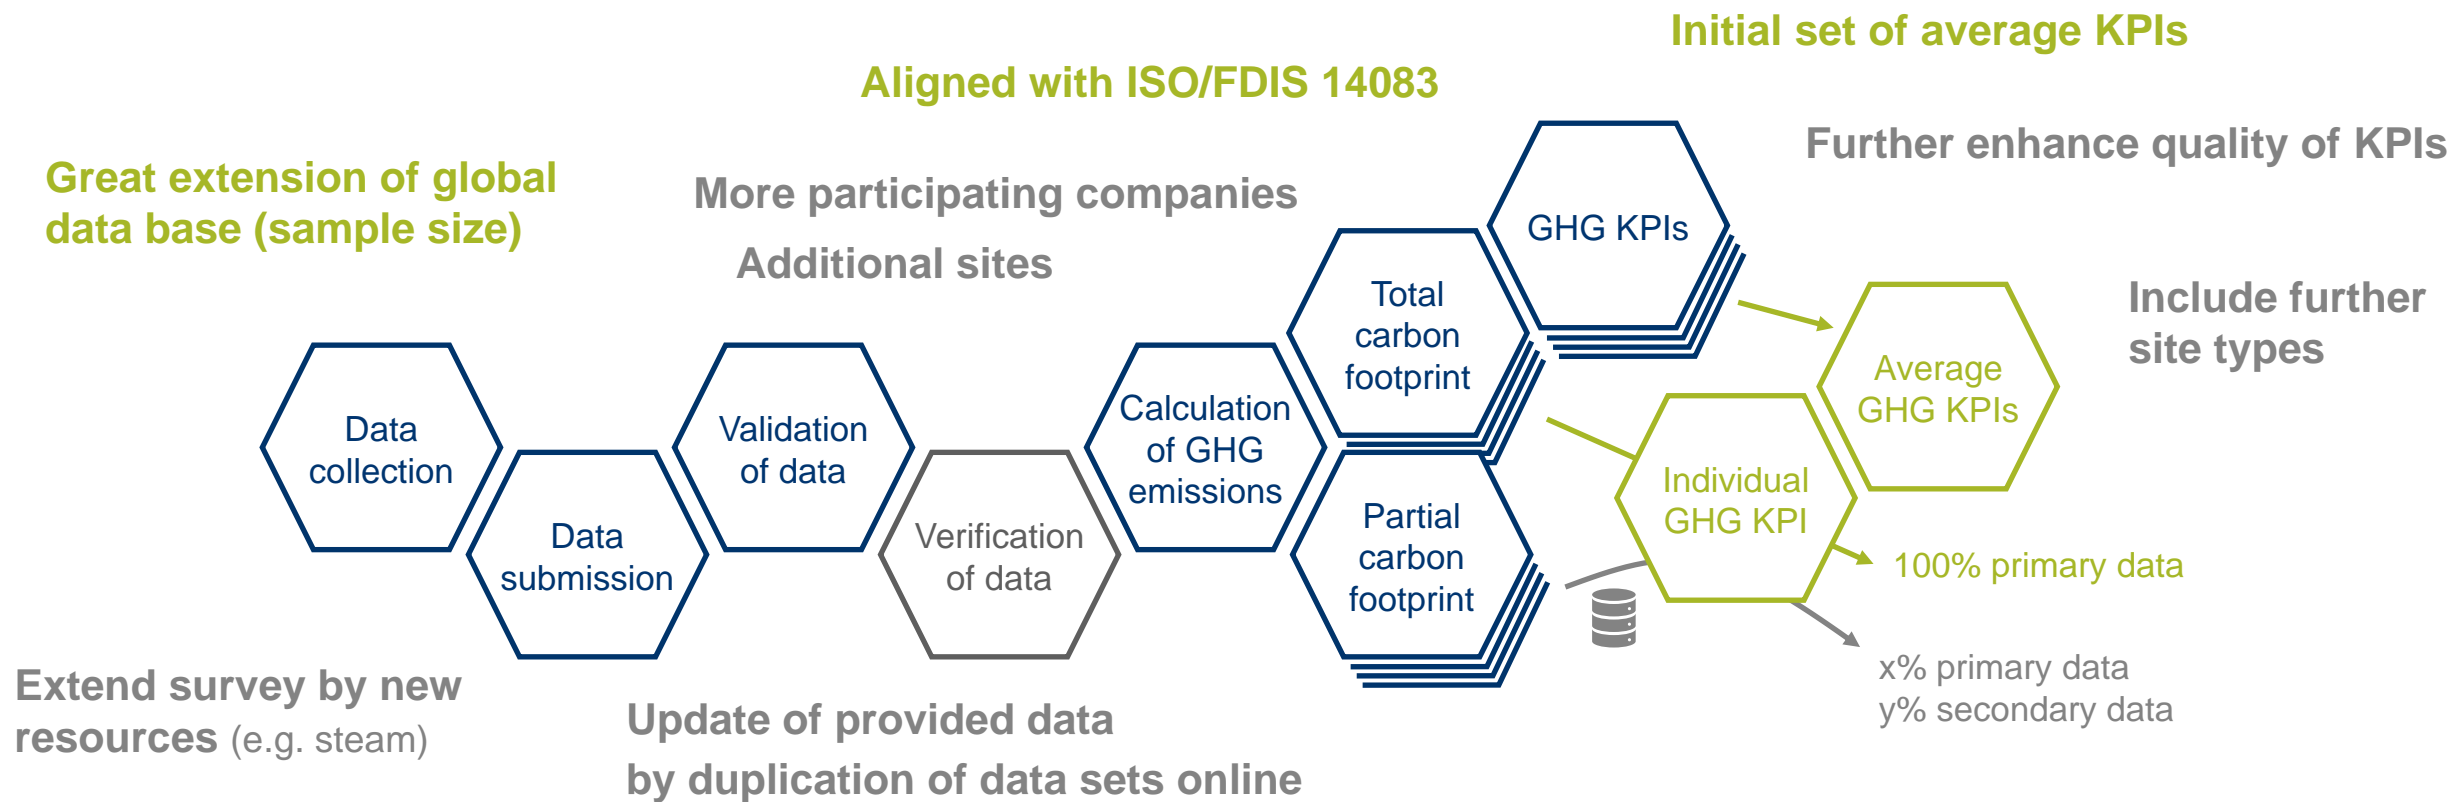 Initial set of average KPIs
Aligned with ISO/FDIS 14083
Further enhance quality of KPIs
Great extension of global
data base (sample size)
More participating companies
Additional sites
GHG KPIs
Total
carbon
footprint
Include further
site types
Average
GHG KPIs
Data
collection
Validation
of data
Calculation
of GHG
emissions
Individual
GHG KPI
Data
submission
Verification
of data
Partial
carbon
footprint
100% primary data
x% primary data
y% secondary data
Extend survey by new
resources (e.g. steam)
Update of provided data
by duplication of data sets online